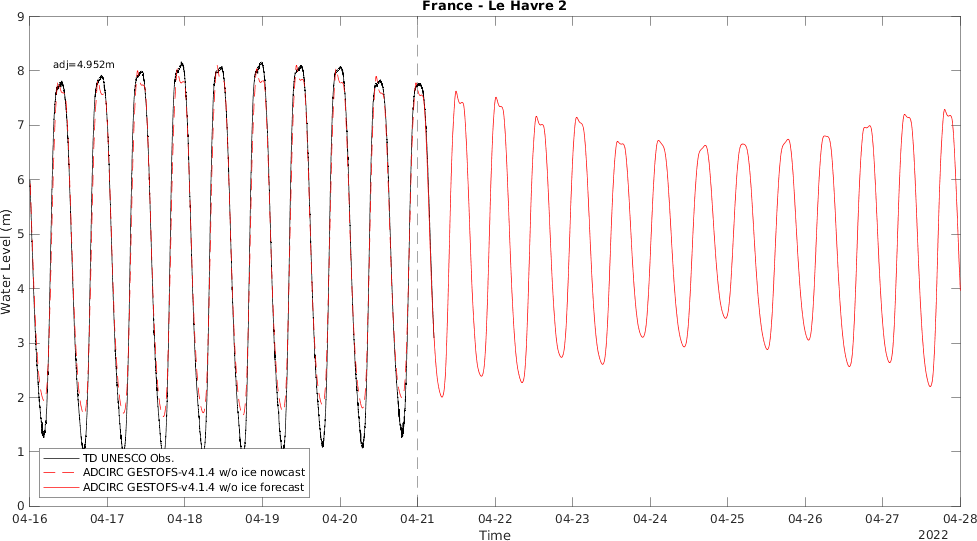 France - Le Havre 2
9
8
7
6
5
4
3
2
1
0
Water Level (m)
adj=4.952m
TD UNESCO Obs.
ADCIRC GESTOFS-v4.1.4 w/o ice nowcast
ADCIRC GESTOFS-v4.1.4 w/o ice forecast
04-16 04-17 04-18 04-19 04-20 04-21 04-22 04-23 04-24 04-25 04-26 04-27 04-28
Time
2022